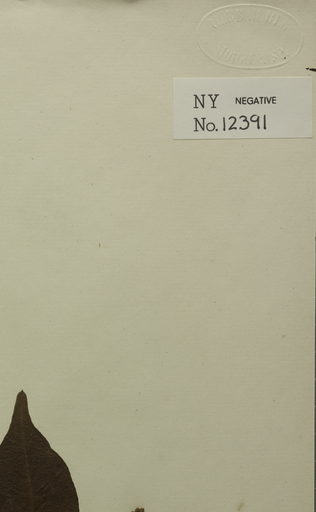 NY NEGATIVE
No. 12391